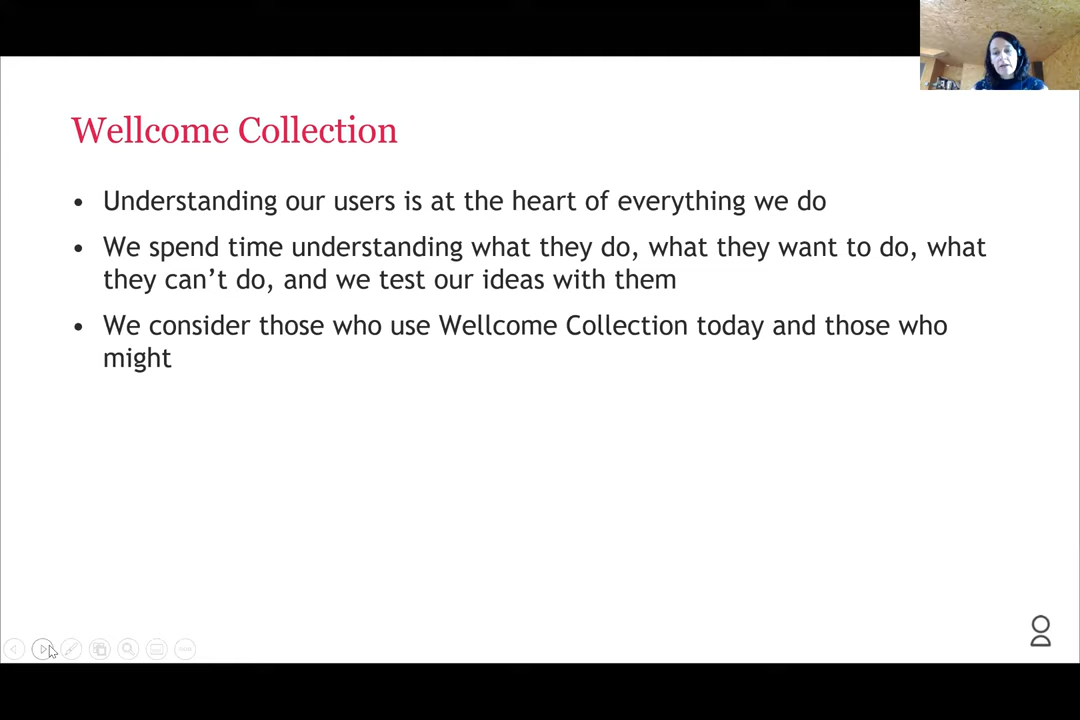 Wellcome Collection
• Understanding our users is at the heart of everything we do
• We spend time understanding what they do, what they want to do, what
they can’t do, and we test our ideas with them
• We consider those who use Wellcome Collection today and those who
might